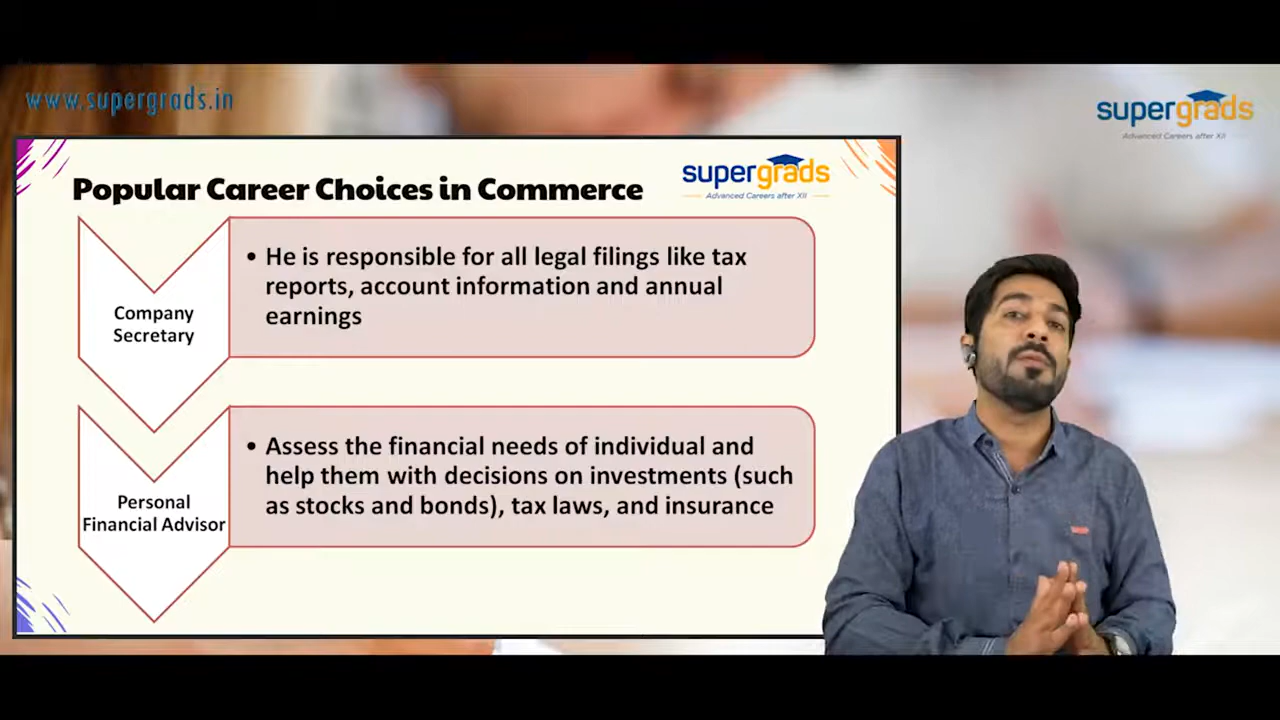 www.supergrads.in
supergrads
Advanced Careers after XII
supergrads
Advanced Careers after XII
Popular Career Choices in Commerce
Company
Secretary
• He is responsible for all legal filings like tax
reports, account information and annual
earnings
Personal
Financial Advisor
• Assess the financial needs of individual and
help them with decisions on investments (such
as stocks and bonds), tax laws, and insurance